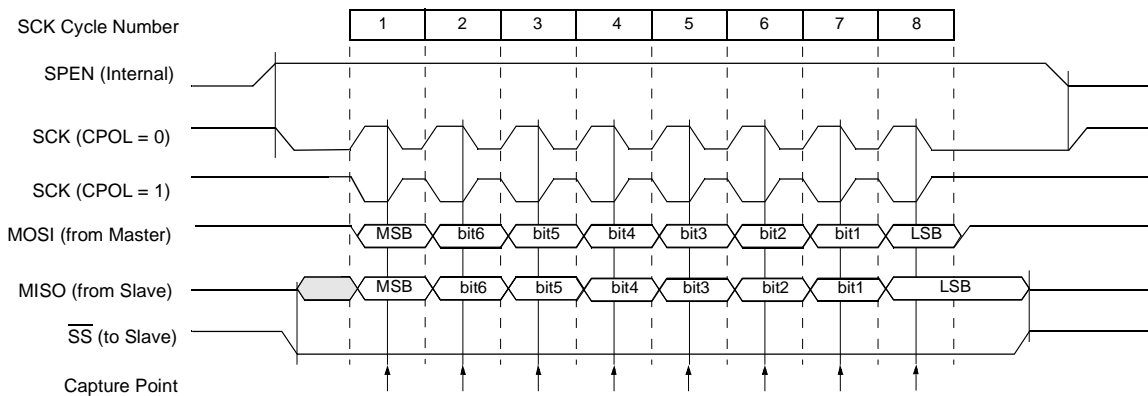 SCK Cycle Number 1 2 3 4 5 6 7 8
SPEN (Internal)
SCK (CPOL = 0)
SCK (CPOL = 1)
MOSI (from Master) MSB bit6 bit5 bit4 bit3 bit2 bit1 LSB
MISO (from Slave) MSB bit6 bit5 bit4 bit3 bit2 bit1 LSB
SS (to Slave)
Capture Point